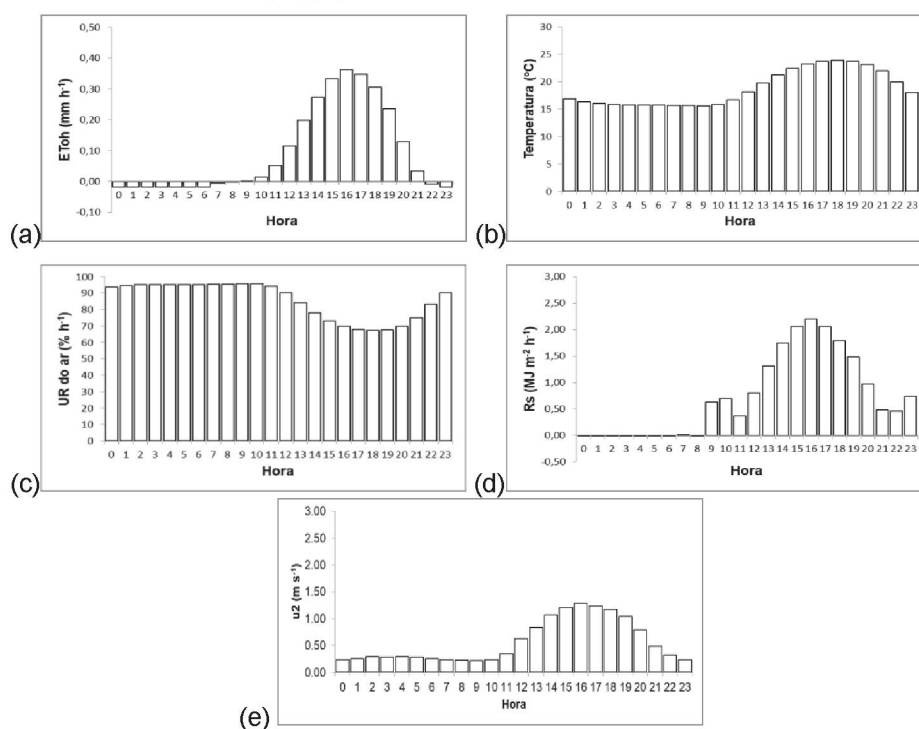 0,50
0,40
0,30
0,20
0,10
0,00
-0,10
EToh (mm h⁻¹)
0 1 2 3 4 5 6 7 8 9 10 11 12 13 14 15 16 17 18 19 20 21 22 23
Hora
(a)
30
25
20
15
10
5
0
Temperatura (°C)
0 1 2 3 4 5 6 7 8 9 10 11 12 13 14 15 16 17 18 19 20 21 22 23
Hora
(b)
100
90
80
70
60
50
40
30
20
10
0
UR do ar (% h⁻¹)
0 1 2 3 4 5 6 7 8 9 10 11 12 13 14 15 16 17 18 19 20 21 22 23
Hora
(c)
3,00
2,50
2,00
1,50
1,00
0,50
0,00
-0,50
Rs (MJ m⁻² h⁻¹)
0 1 2 3 4 5 6 7 8 9 10 11 12 13 14 15 16 17 18 19 20 21 22 23
Hora
(d)
3.00
2.50
2.00
1.50
1.00
0.50
0.00
u2 (m s⁻¹)
0 1 2 3 4 5 6 7 8 9 10 11 12 13 14 15 16 17 18 19 20 21 22 23
Hora
(e)